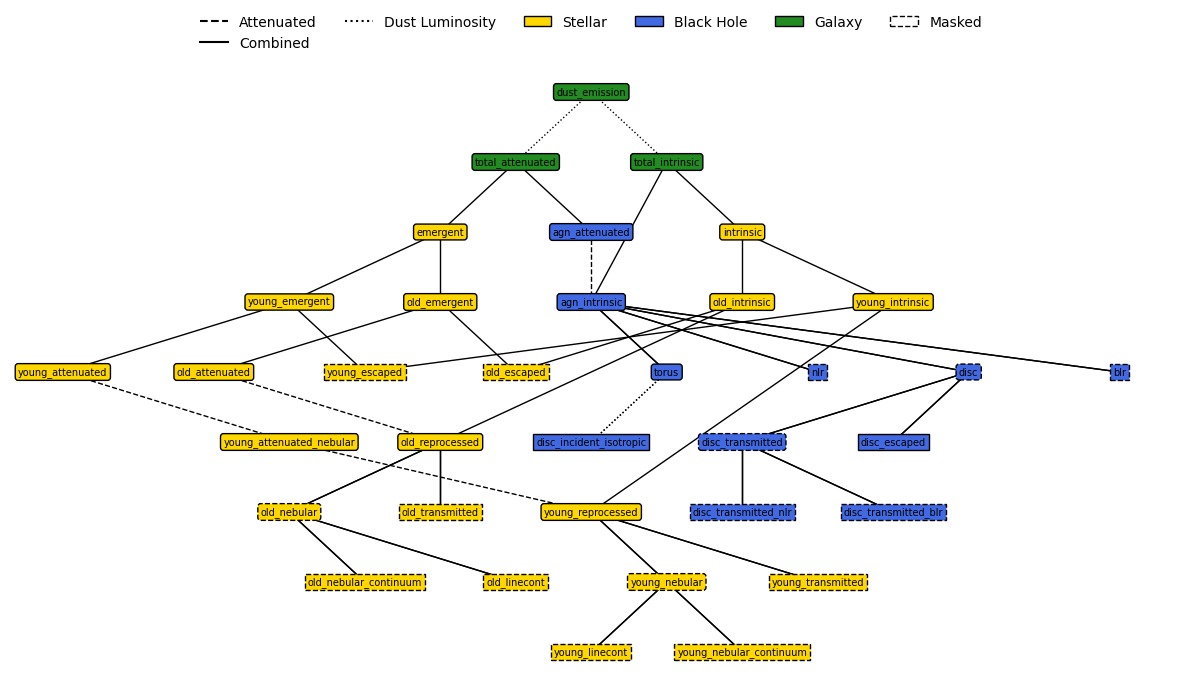 Attenuated Dust Luminosity Stellar Black Hole Galaxy Masked
Combined
dust_emission
total_attenuated total_intrinsic
emergent agn_attenuated intrinsic
young_emergent old_emergent agn_intrinsic old_intrinsic young_intrinsic
young_attenuated old_attenuated young_escaped old_escaped torus nlr disc blr
young_attenuated_nebular old_reprocessed disc_incident_isotropic disc_transmitted disc_escaped
old_nebular old_transmitted young_reprocessed disc_transmitted_nlr disc_transmitted_blr
old_nebular_continuum old_linecont young_nebular young_transmitted
young_linecont young_nebular_continuum